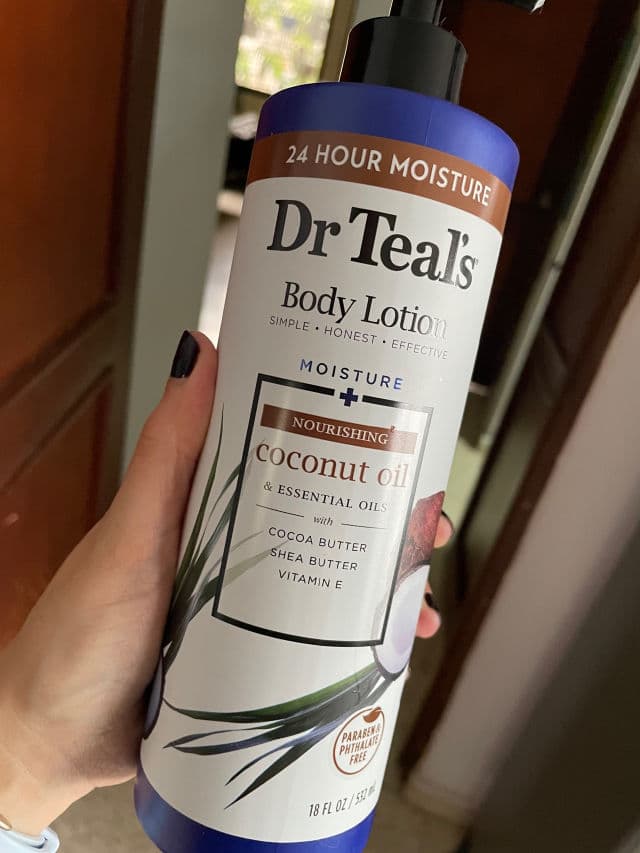 24 HOUR MOISTURE
Dr Teal's
Body Lotion
SIMPLE • HONEST • EFFECTIVE
MOISTURE
+
NOURISHING
coconut oil
& ESSENTIAL OILS
with
COCOA BUTTER
SHEA BUTTER
VITAMIN E
PARABEN &
PHTHALATE
FREE
18 FL OZ / 532 mL